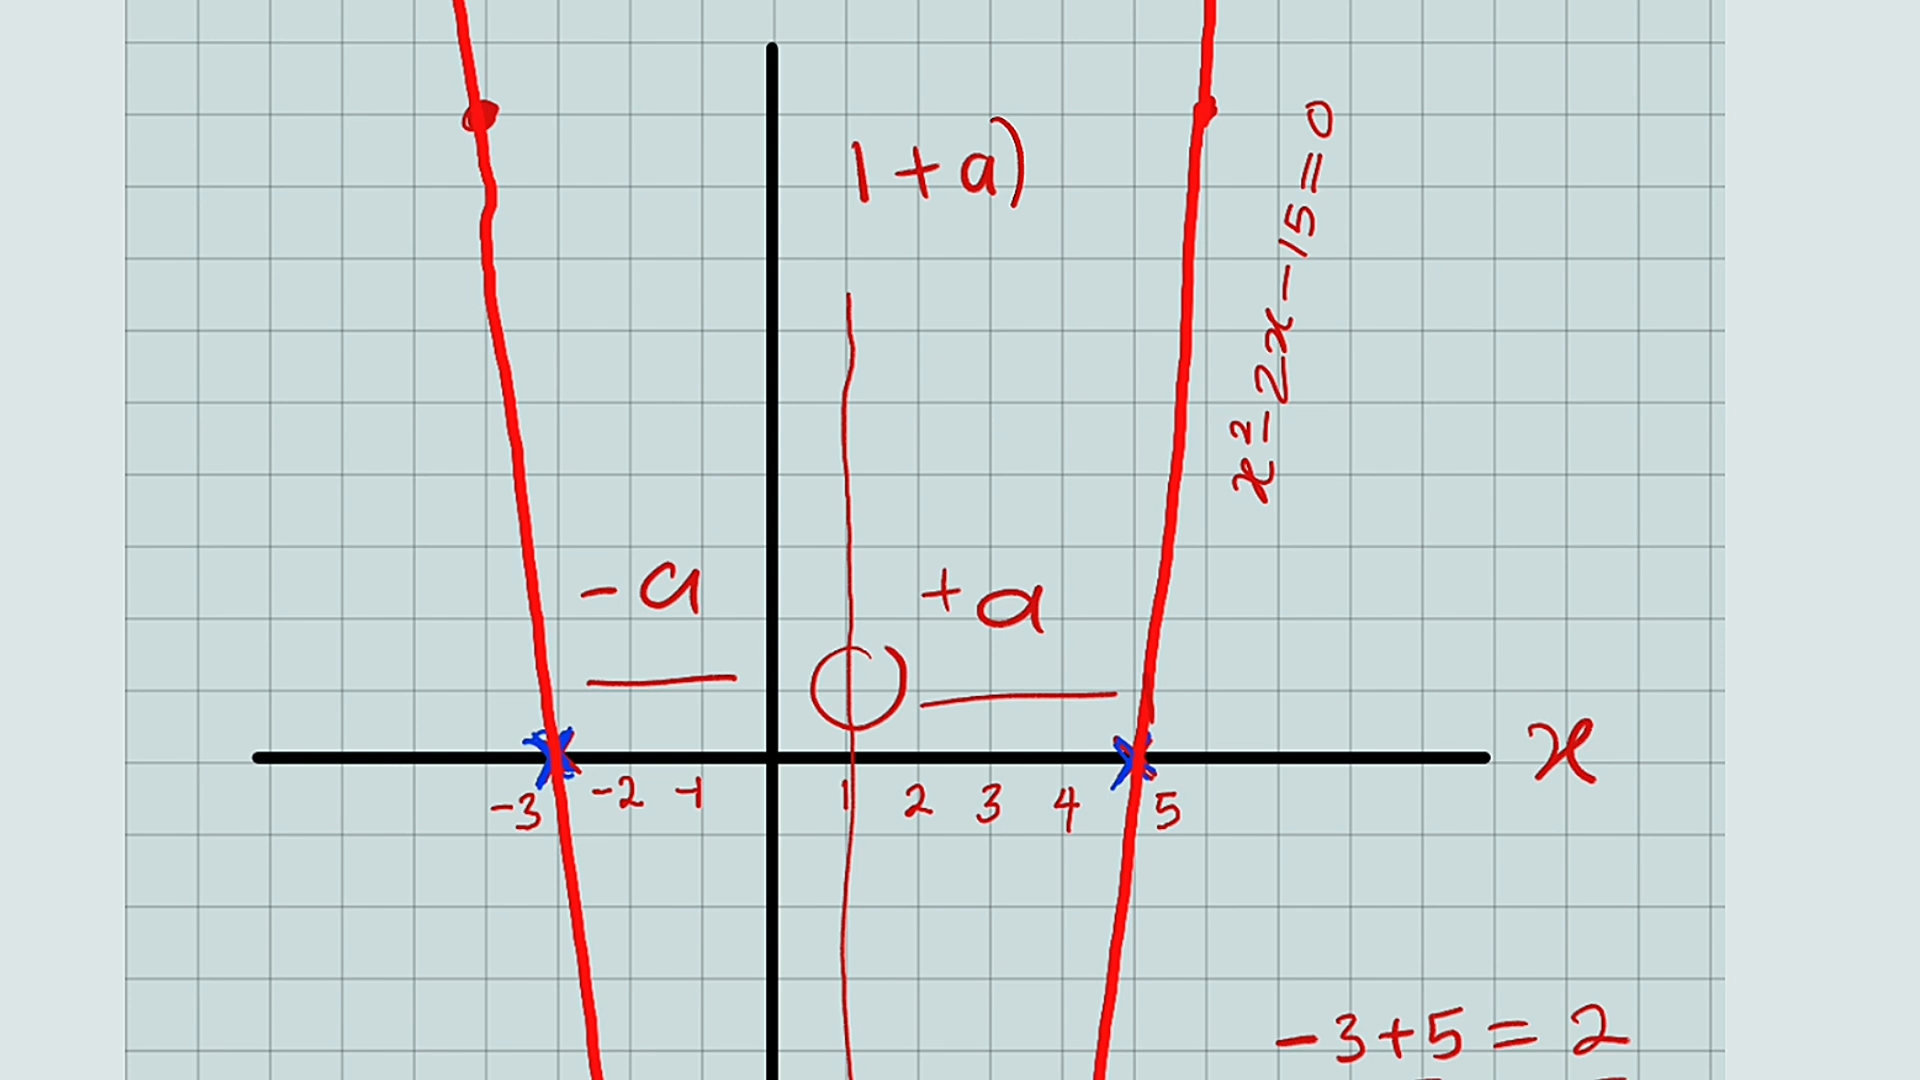 1 + a)
x² - 2x - 15 = 0
- a
+ a
x
-3 -2 -1 1 2 3 4 5
-3 + 5 = 2